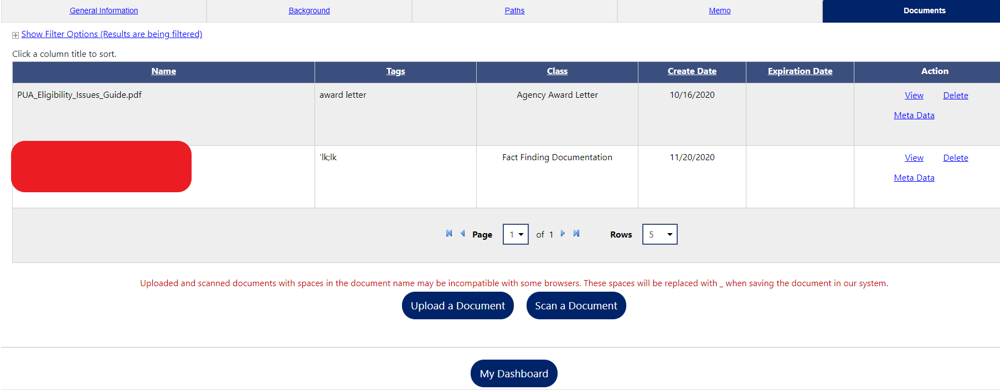 General Information Background Paths Memo Documents
Show Filter Options (Results are being filtered)
Click a column title to sort.
Name Tags Class Create Date Expiration Date Action
PUA_Eligibility_Issues_Guide.pdf award letter Agency Award Letter 10/16/2020 View Delete
Meta Data
'lk;lk Fact Finding Documentation 11/20/2020 View Delete
Meta Data
Page 1 of 1 Rows 5
Uploaded and scanned documents with spaces in the document name may be incompatible with some browsers. These spaces will be replaced with _ when saving the document in our system.
Upload a Document Scan a Document
My Dashboard